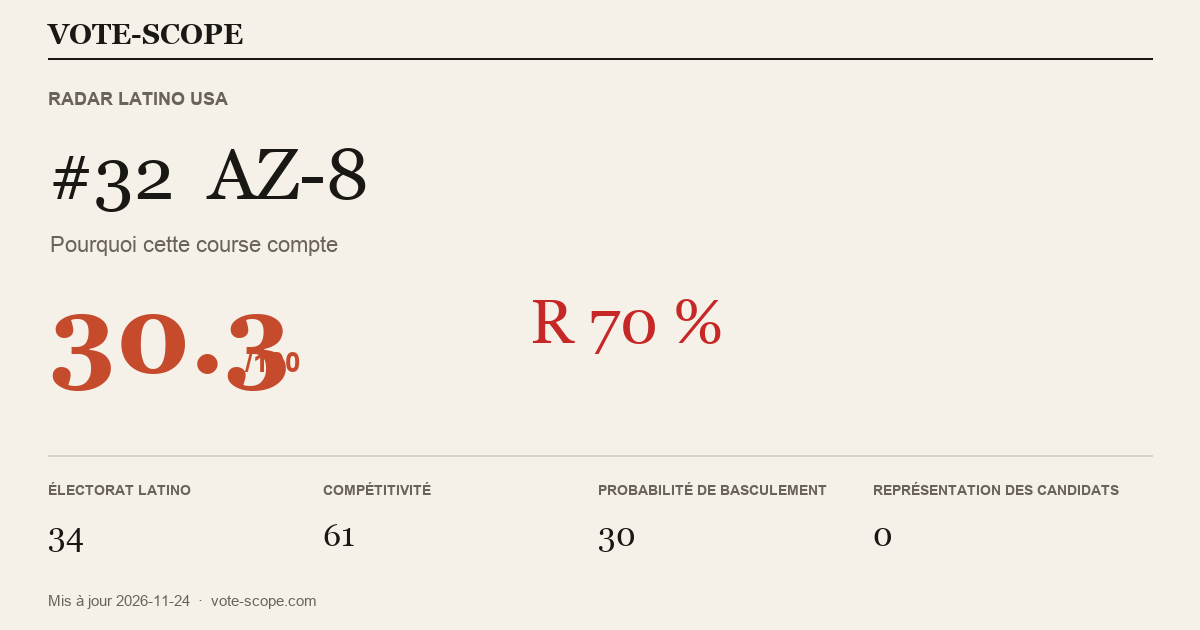 VOTE-SCOPE
RADAR LATINO USA
#32 AZ-8
Pourquoi cette course compte
30.3 /100
R 70 %
ÉLECTORAT LATINO
34
COMPÉTITIVITÉ
61
PROBABILITÉ DE BASCULEMENT
30
REPRÉSENTATION DES CANDIDATS
0
Mis à jour 2026-11-24 · vote-scope.com